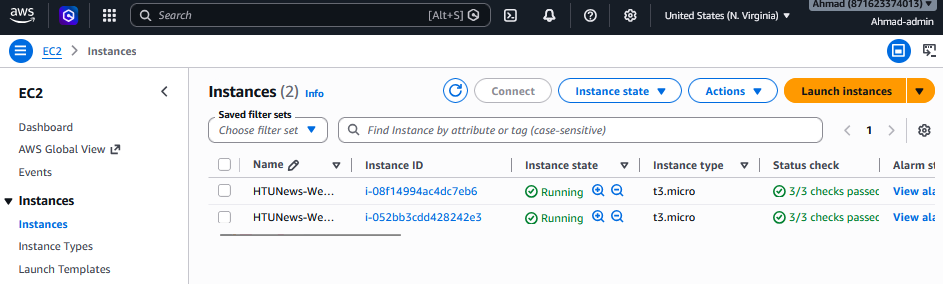 aws Search [Alt+S] United States (N. Virginia) Ahmad (871623374013)
Ahmad-admin
EC2 Instances
EC2
Dashboard
AWS Global View
Events
Instances
Instances
Instance Types
Launch Templates
Instances (2) Info Connect Instance state Actions Launch instances
Saved filter sets
Choose filter set Find Instance by attribute or tag (case-sensitive) 1
Name Instance ID Instance state Instance type Status check Alarm st
HTUNews-We... i-08f14994ac4dc7eb6 Running t3.micro 3/3 checks passed View ala
HTUNews-We... i-052bb3cdd428242e3 Running t3.micro 3/3 checks passed View ala